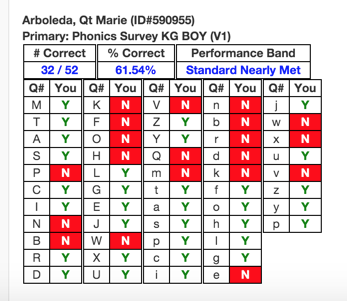 Arboleda, Qt Marie (ID#590955)
Primary: Phonics Survey KG BOY (V1)
# Correct % Correct Performance Band
32 / 52 61.54% Standard Nearly Met
Q# You Q# You Q# You Q# You Q# You
M Y K N V N n N j Y
T Y F N Z Y b N w N
A Y O N Y Y r N x N
S Y H N Q N d N u Y
P N L Y m N k N v N
C Y G Y t Y f Y z Y
I Y E Y a Y o Y y Y
N N J Y s Y h Y p Y
B N W N p Y l Y
R Y X Y c Y g Y
D Y U Y i Y e N